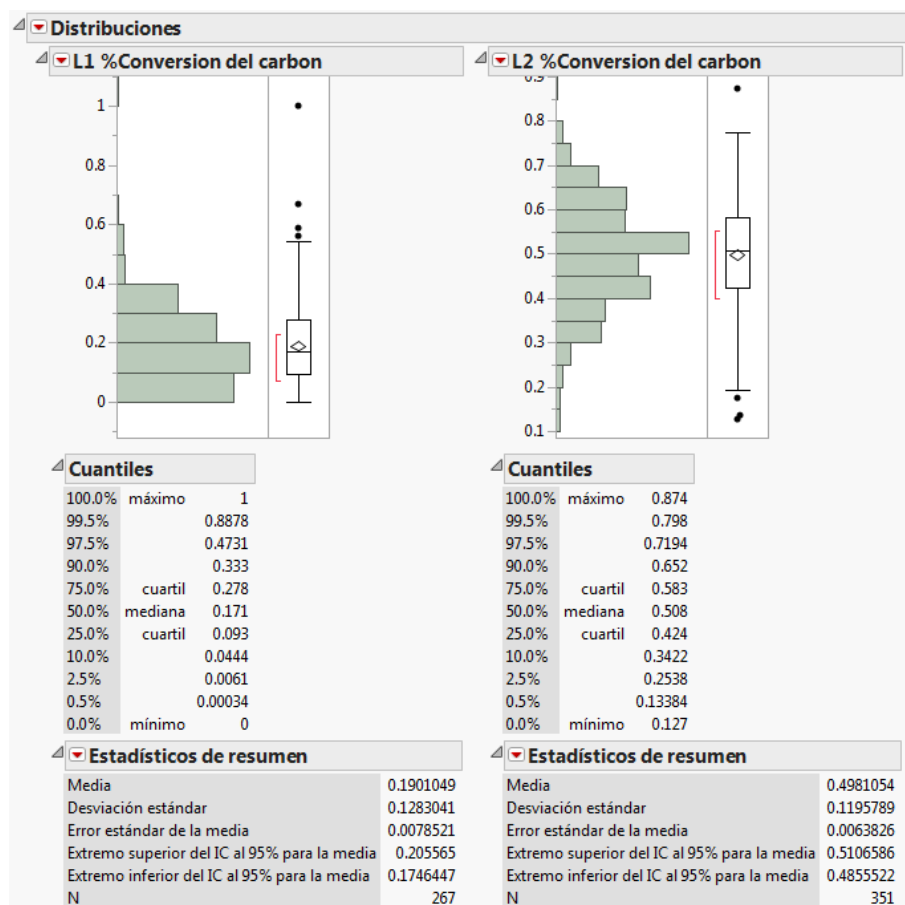 Distribuciones
L1 %Conversion del carbon
1
0.8
0.6
0.4
0.2
0
Cuantiles
100.0% máximo 1
99.5% 0.8878
97.5% 0.4731
90.0% 0.333
75.0% cuartil 0.278
50.0% mediana 0.171
25.0% cuartil 0.093
10.0% 0.0444
2.5% 0.0061
0.5% 0.00034
0.0% mínimo 0
Estadísticos de resumen
Media 0.1901049
Desviación estándar 0.1283041
Error estándar de la media 0.0078521
Extremo superior del IC al 95% para la media 0.205565
Extremo inferior del IC al 95% para la media 0.1746447
N 267
L2 %Conversion del carbon
0.9
0.8
0.7
0.6
0.5
0.4
0.3
0.2
0.1
Cuantiles
100.0% máximo 0.874
99.5% 0.798
97.5% 0.7194
90.0% 0.652
75.0% cuartil 0.583
50.0% mediana 0.508
25.0% cuartil 0.424
10.0% 0.3422
2.5% 0.2538
0.5% 0.13384
0.0% mínimo 0.127
Estadísticos de resumen
Media 0.4981054
Desviación estándar 0.1195789
Error estándar de la media 0.0063826
Extremo superior del IC al 95% para la media 0.5106586
Extremo inferior del IC al 95% para la media 0.4855522
N 351